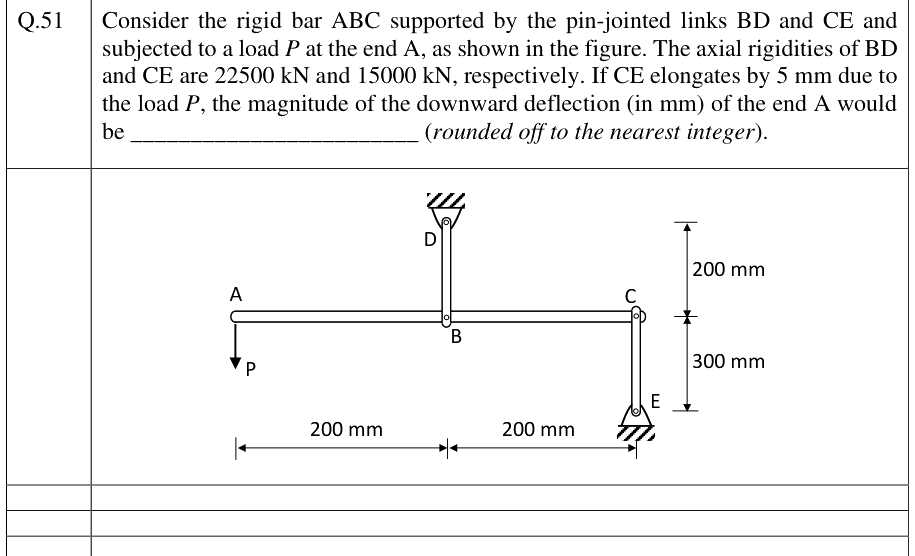 Q.51
Consider the rigid bar ABC supported by the pin-jointed links BD and CE and
subjected to a load P at the end A, as shown in the figure. The axial rigidities of BD
and CE are 22500 kN and 15000 kN, respectively. If CE elongates by 5 mm due to
the load P, the magnitude of the downward deflection (in mm) of the end A would
be ________________________ (rounded off to the nearest integer).
D
200 mm
A
C
B
P
300 mm
E
200 mm
200 mm